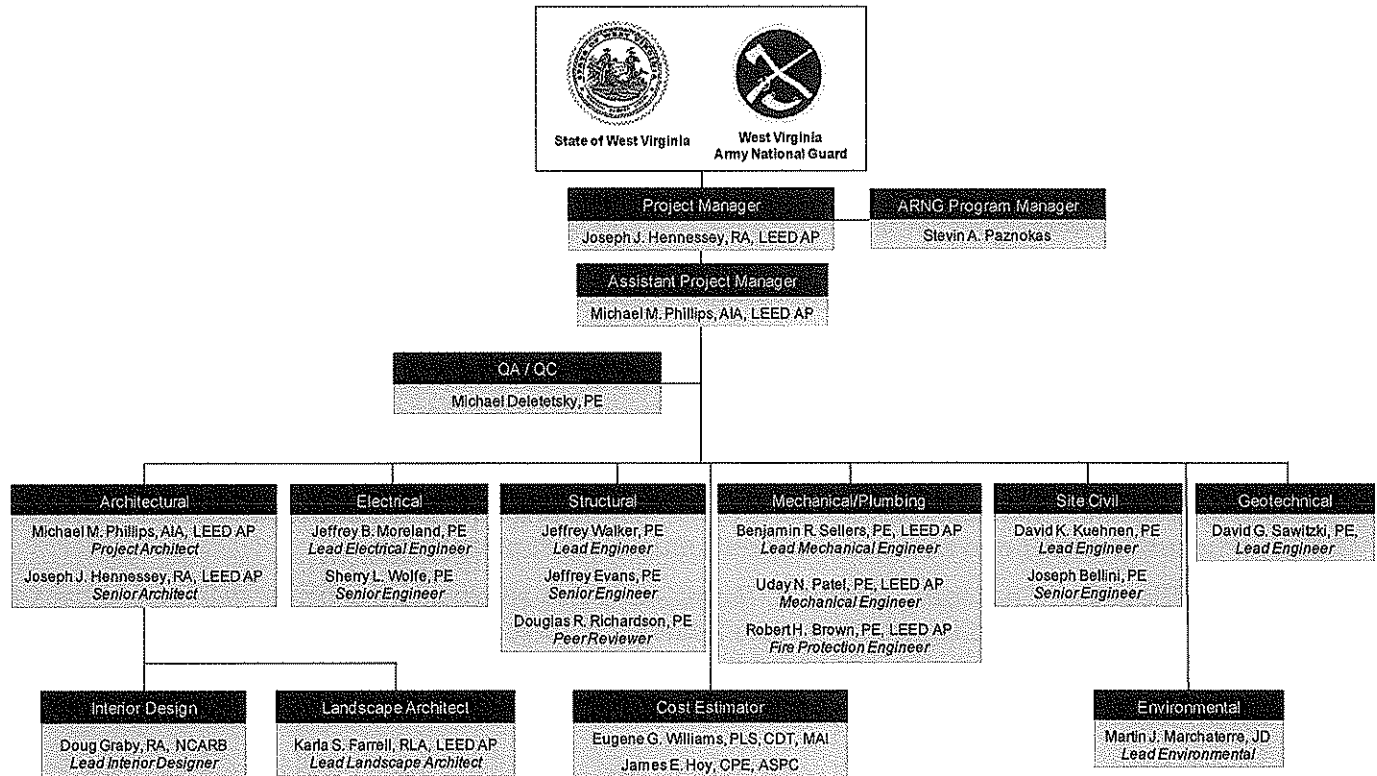 STATE OF WEST VIRGINIA
State of West Virginia
West Virginia
Army National Guard
Project Manager
Joseph J. Hennessey, RA, LEED AP
ARNG Program Manager
Stevin A. Paznokas
Assistant Project Manager
Michael M. Phillips, AIA, LEED AP
QA / QC
Michael Deletetsky, PE
Architectural
Michael M. Phillips, AIA, LEED AP
Project Architect
Joseph J. Hennessey, RA, LEED AP
Senior Architect
Electrical
Jeffrey B. Moreland, PE
Lead Electrical Engineer
Sherry L. Wolfe, PE
Senior Engineer
Structural
Jeffrey Walker, PE
Lead Engineer
Jeffrey Evans, PE
Senior Engineer
Douglas R. Richardson, PE
Peer Reviewer
Mechanical/Plumbing
Benjamin R. Sellers, PE, LEED AP
Lead Mechanical Engineer
Uday N. Patel, PE, LEED AP
Mechanical Engineer
Robert H. Brown, PE, LEED AP
Fire Protection Engineer
Site Civil
David K. Kuehnen, PE
Lead Engineer
Joseph Bellini, PE
Senior Engineer
Geotechnical
David G. Sawitzki, PE,
Lead Engineer
Interior Design
Doug Graby, RA, NCARB
Lead Interior Designer
Landscape Architect
Karla S. Farrell, RLA, LEED AP
Lead Landscape Architect
Cost Estimator
Eugene G. Williams, PLS, CDT, MAI
James E. Hoy, CPE, ASPC
Environmental
Martin J. Marchaterre, JD
Lead Environmental